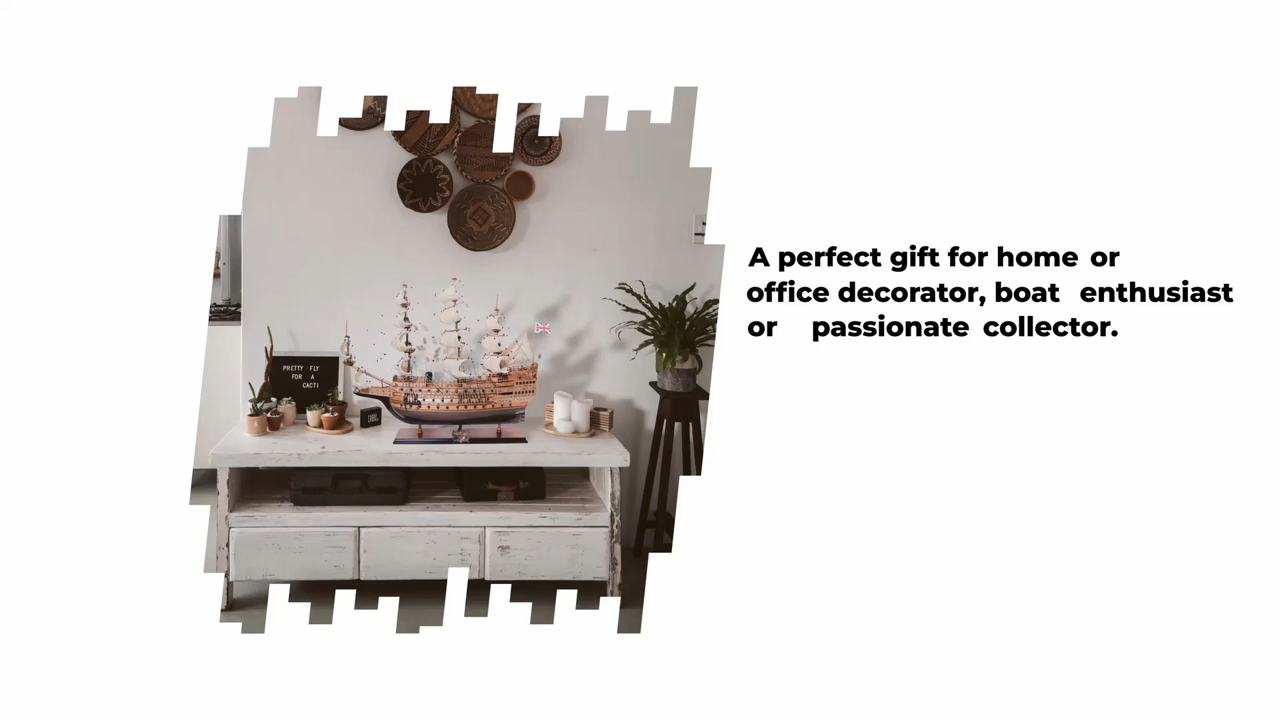 A perfect gift for home or
office decorator, boat enthusiast
or passionate collector.
PRETTY FLY
FOR A
CACTI